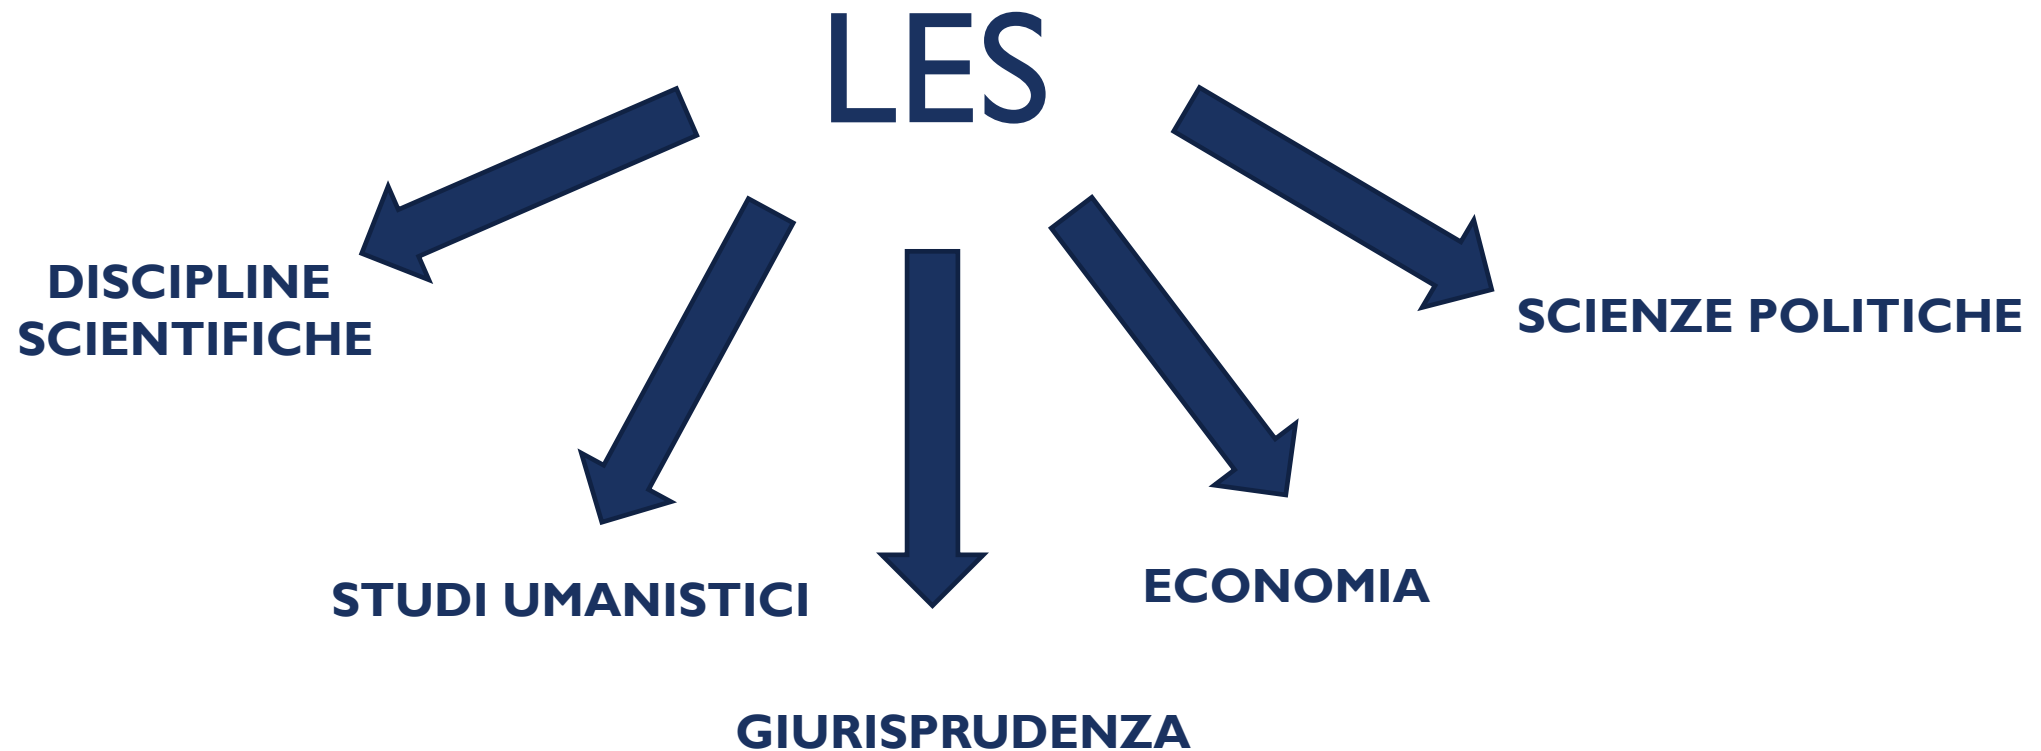 LES
DISCIPLINE
SCIENTIFICHE
SCIENZE POLITICHE
STUDI UMANISTICI
ECONOMIA
GIURISPRUDENZA